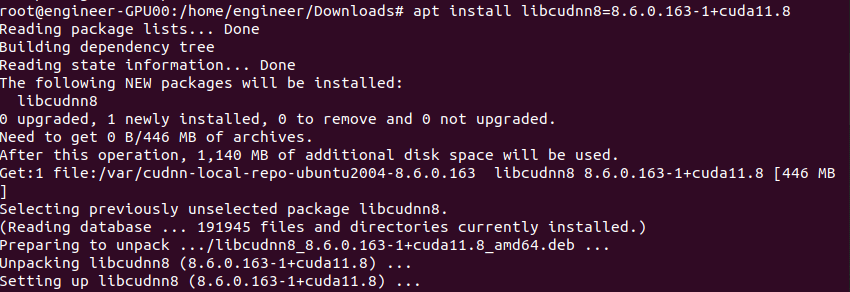 root@engineer-GPU00:/home/engineer/Downloads# apt install libcudnn8=8.6.0.163-1+cuda11.8
Reading package lists... Done
Building dependency tree
Reading state information... Done
The following NEW packages will be installed:
  libcudnn8
0 upgraded, 1 newly installed, 0 to remove and 0 not upgraded.
Need to get 0 B/446 MB of archives.
After this operation, 1,140 MB of additional disk space will be used.
Get:1 file:/var/cudnn-local-repo-ubuntu2004-8.6.0.163  libcudnn8 8.6.0.163-1+cuda11.8 [446 MB
]
Selecting previously unselected package libcudnn8.
(Reading database ... 191945 files and directories currently installed.)
Preparing to unpack .../libcudnn8_8.6.0.163-1+cuda11.8_amd64.deb ...
Unpacking libcudnn8 (8.6.0.163-1+cuda11.8) ...
Setting up libcudnn8 (8.6.0.163-1+cuda11.8) ...